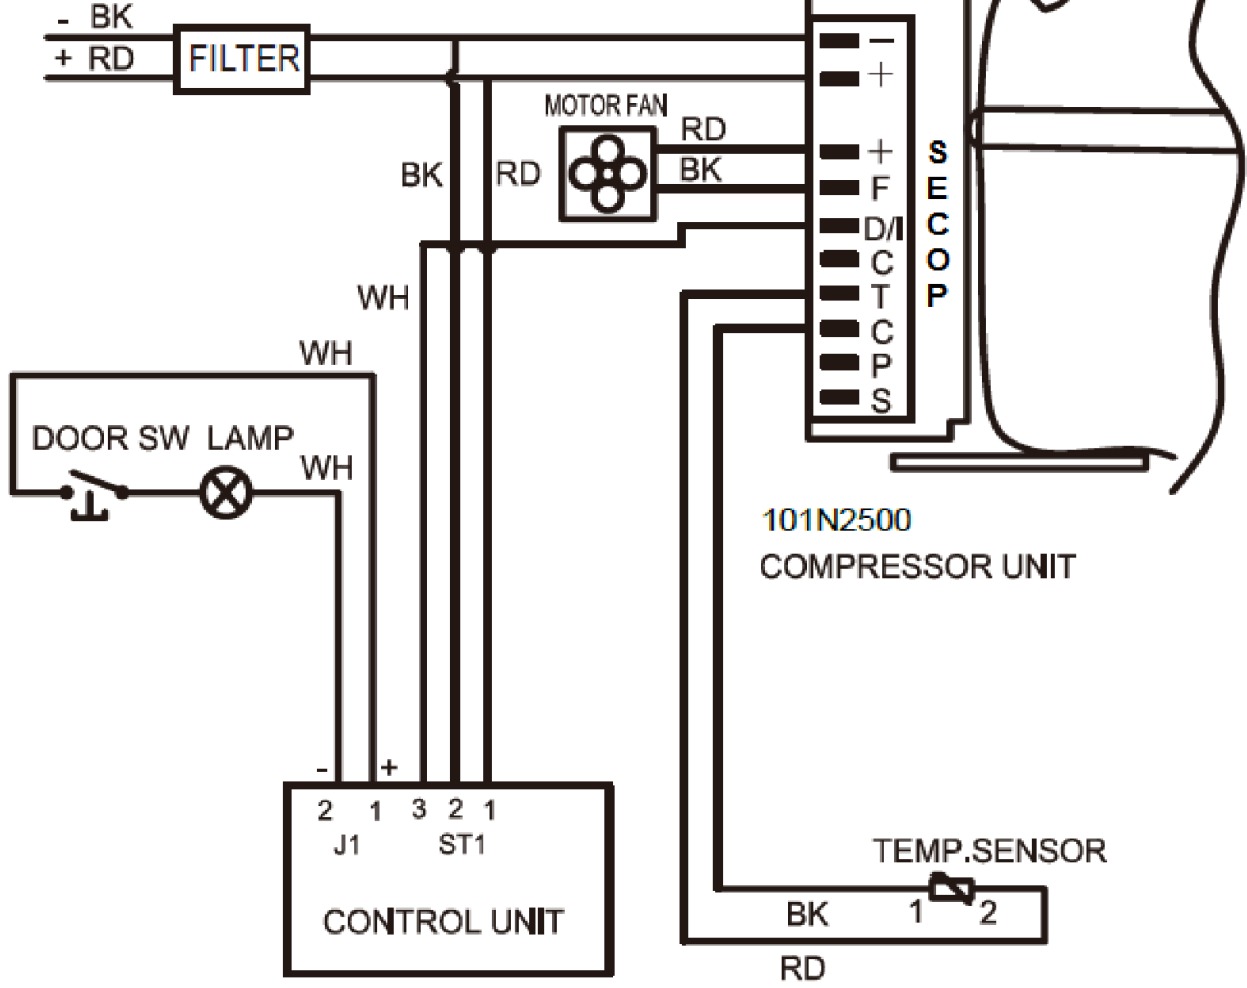 - BK
+ RD
FILTER
−
+
MOTOR FAN
RD
BK
+
F
D/I
C
T
C
P
S
SECOP
BK
RD
WH
WH
DOOR SW LAMP
WH
101N2500
COMPRESSOR UNIT
- +
2 1 3 2 1
J1 ST1
CONTROL UNIT
TEMP.SENSOR
BK 1 2
RD